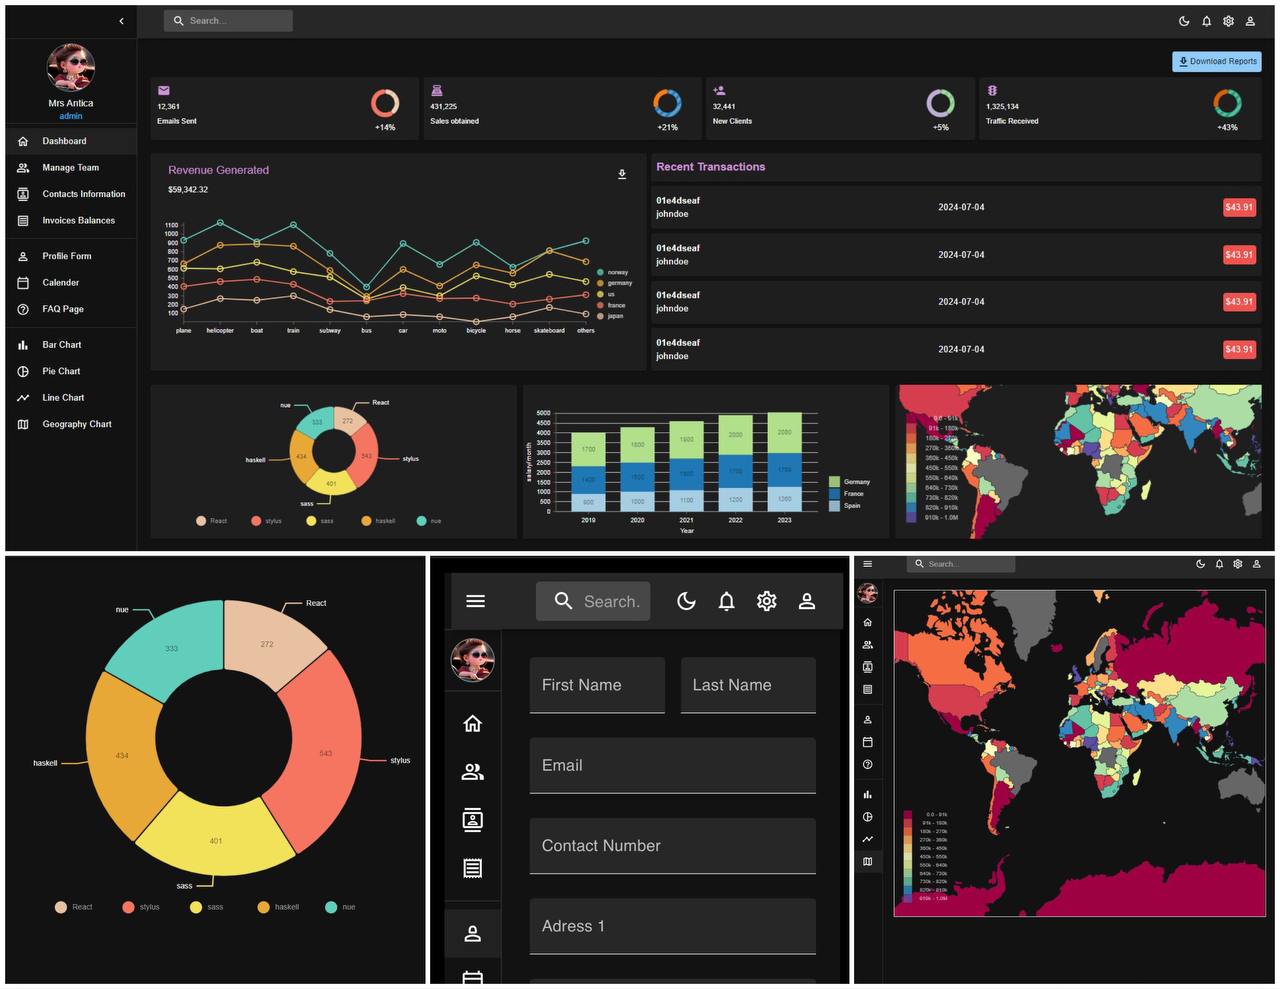 Search...
Download Reports
Mrs Antica
admin
Dashboard
Manage Team
Contacts Information
Invoices Balances
Profile Form
Calender
FAQ Page
Bar Chart
Pie Chart
Line Chart
Geography Chart
12,361
Emails Sent
+14%
431,225
Sales obtained
+21%
32,441
New Clients
+5%
1,325,134
Traffic Received
+43%
Revenue Generated
$59,342.32
1100
1000
900
800
700
600
500
400
300
200
100
plane helicopter boat train subway bus car moto bicycle horse skateboard others
norway
germany
us
france
japan
Recent Transactions
01e4dseaf
johndoe
2024-07-04
$43.91
01e4dseaf
johndoe
2024-07-04
$43.91
01e4dseaf
johndoe
2024-07-04
$43.91
01e4dseaf
johndoe
2024-07-04
$43.91
React
nue
333
272
haskell
434
543
stylus
401
sass
React stylus sass haskell nue
salary/month
5000
4500
4000
3500
3000
2500
2000
1500
1000
500
0
1700
1800
1900
2000
2000
1100
1200
2019 2020 2021 2022 2023
Year
Germany
France
Spain
0.0 - 91k
91k - 180k
180k - 270k
270k - 360k
360k - 450k
450k - 550k
550k - 640k
640k - 730k
730k - 820k
820k - 910k
910k - 1.0M
nue
React
333
272
haskell
434
543
stylus
401
sass
React stylus sass haskell nue
Search.
First Name
Last Name
Email
Contact Number
Adress 1
Search...
0.0 - 91k
91k - 180k
180k - 270k
270k - 360k
360k - 450k
450k - 550k
550k - 640k
640k - 730k
730k - 820k
820k - 910k
910k - 1.0M